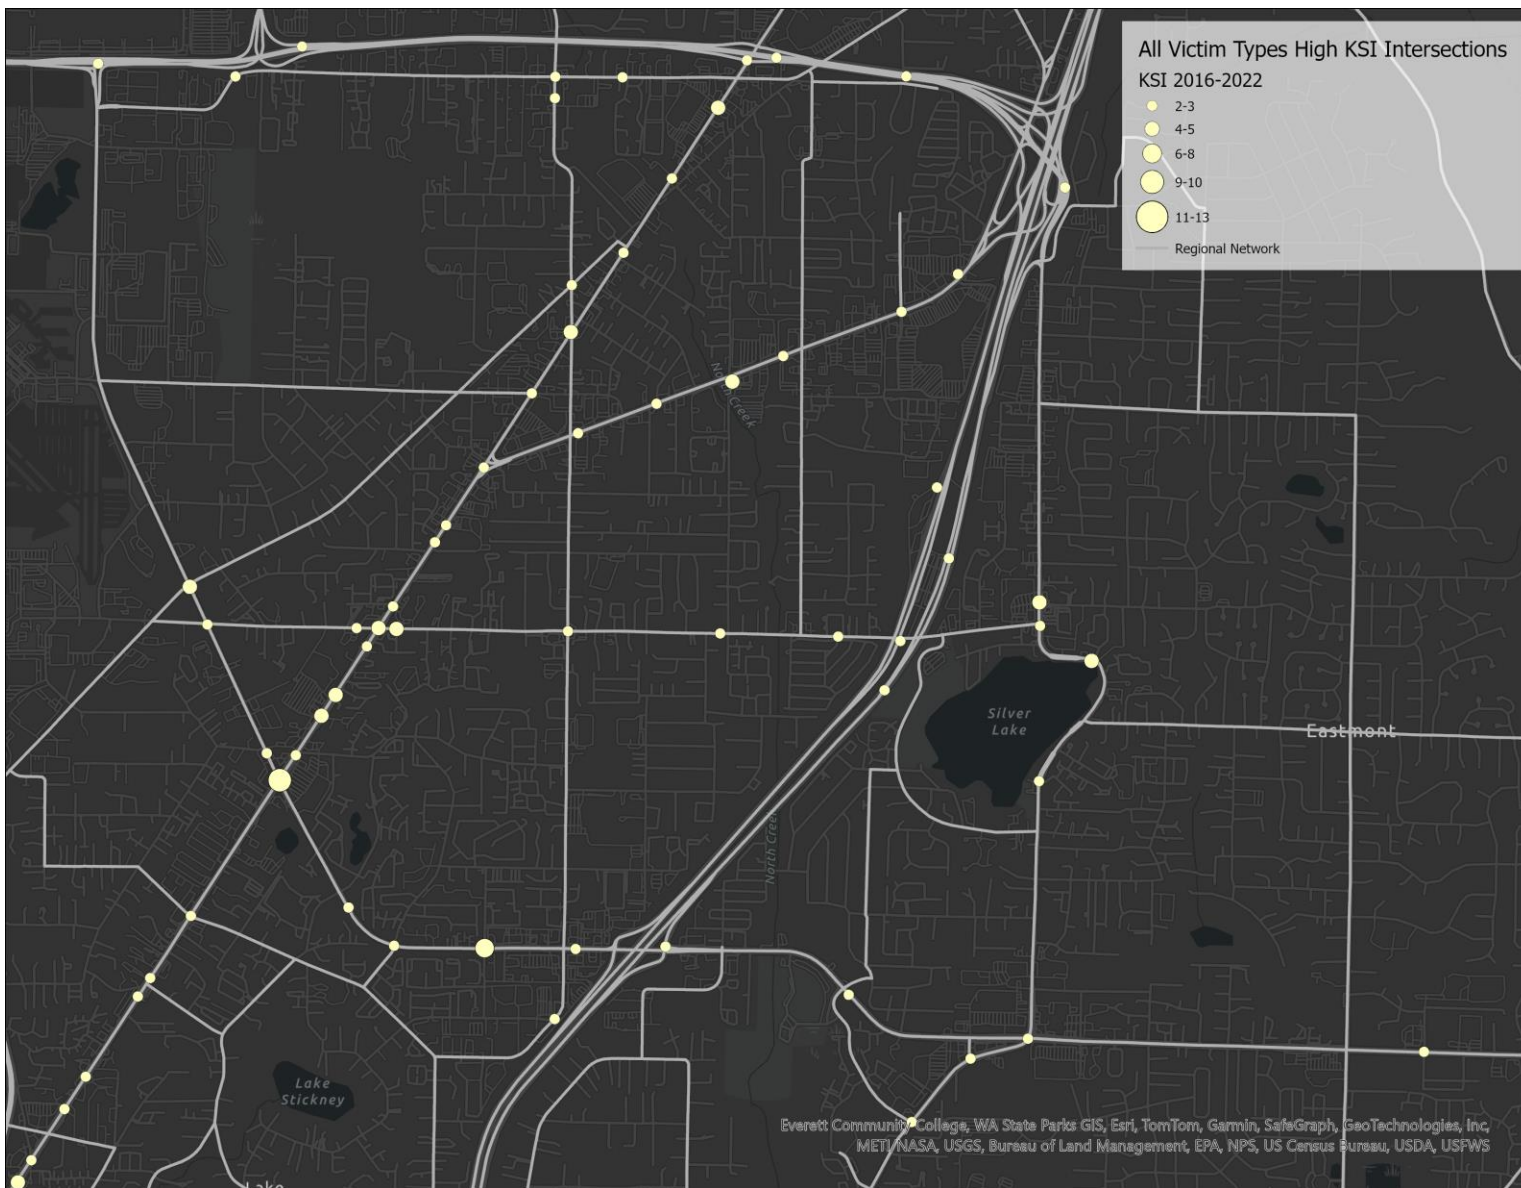 All Victim Types High KSI Intersections
KSI 2016-2022
2-3
4-5
6-8
9-10
11-13
Regional Network
North Creek
Silver
Lake
Eastmont
North Creek
Lake
Stickney
Everett Community College, WA State Parks GIS, Esri, TomTom, Garmin, SafeGraph, GeoTechnologies, Inc,
METI/NASA, USGS, Bureau of Land Management, EPA, NPS, US Census Bureau, USDA, USFWS
Lake